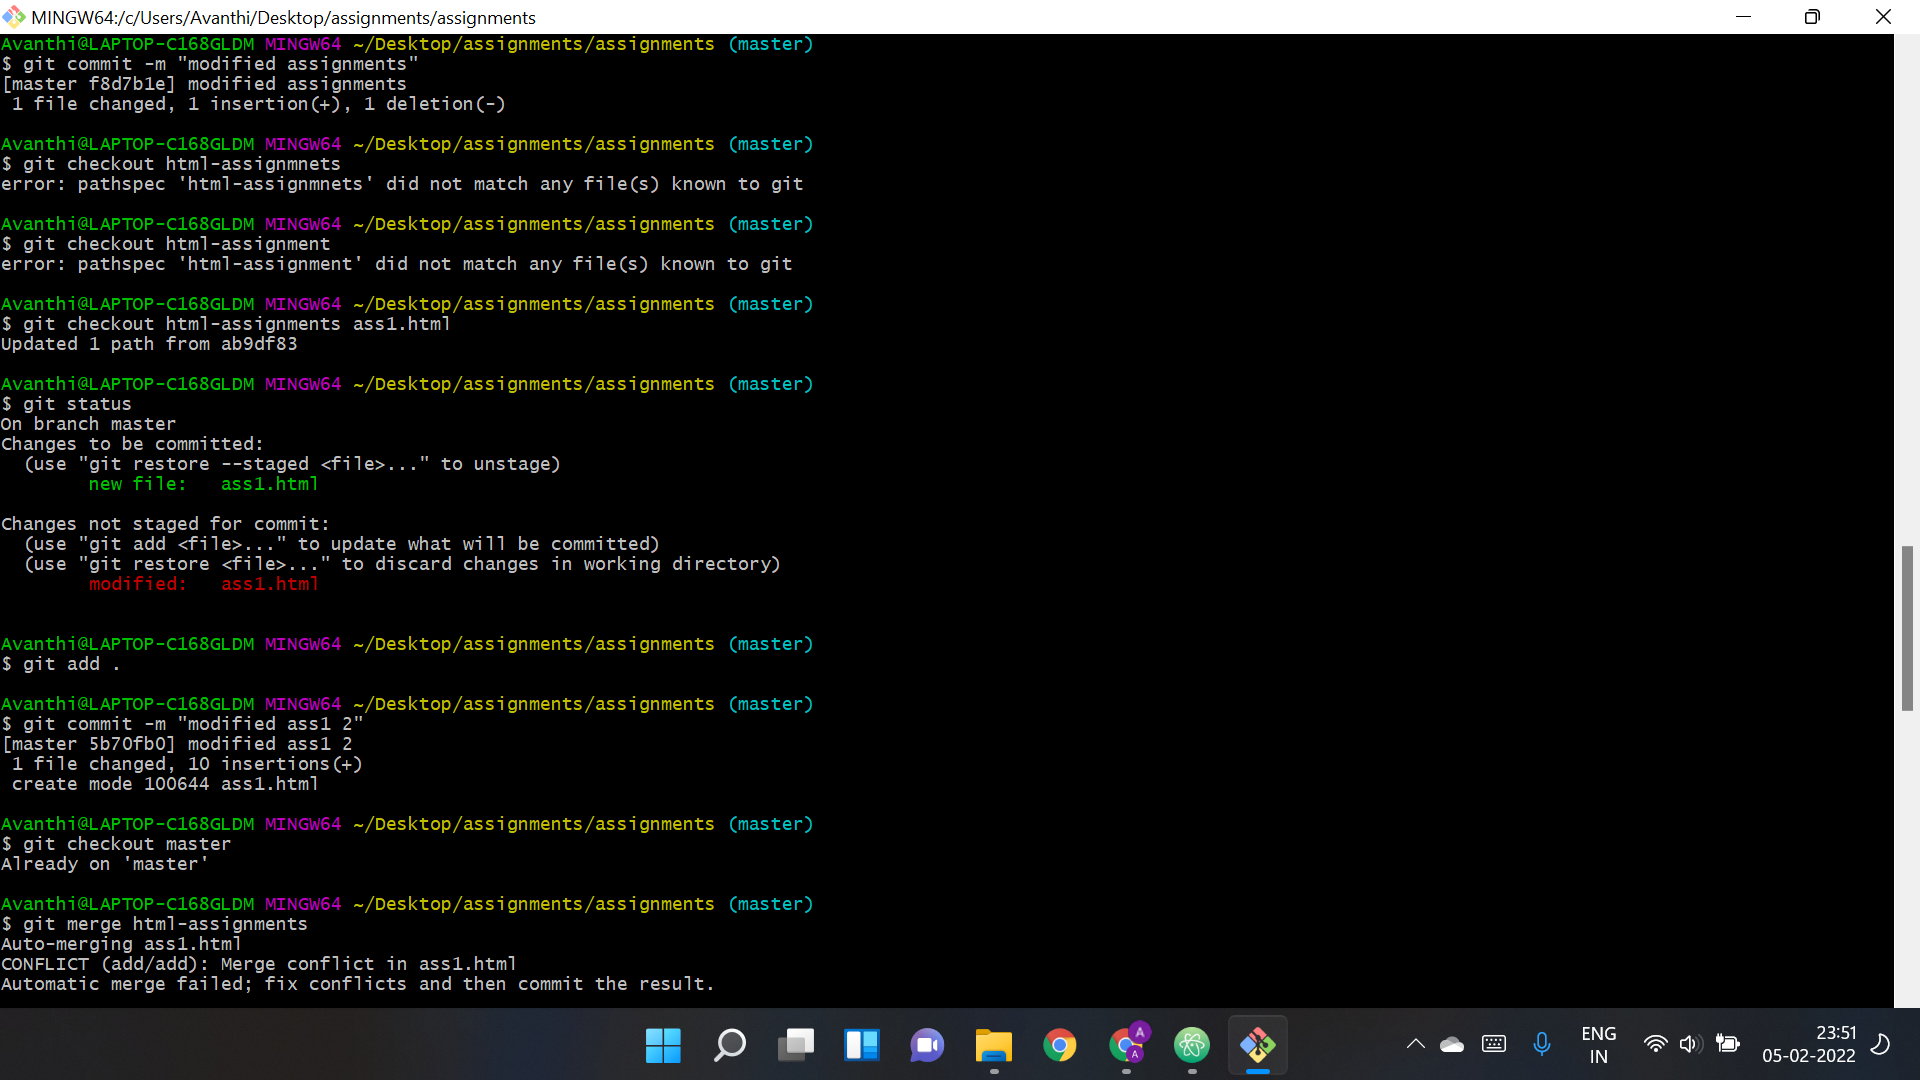 MINGW64:/c/Users/Avanthi/Desktop/assignments/assignments
Avanthi@LAPTOP-C168GLDM MINGW64 ~/Desktop/assignments/assignments (master)
$ git commit -m "modified assignments"
[master f8d7b1e] modified assignments
 1 file changed, 1 insertion(+), 1 deletion(-)
Avanthi@LAPTOP-C168GLDM MINGW64 ~/Desktop/assignments/assignments (master)
$ git checkout html-assignmnets
error: pathspec 'html-assignmnets' did not match any file(s) known to git
Avanthi@LAPTOP-C168GLDM MINGW64 ~/Desktop/assignments/assignments (master)
$ git checkout html-assignment
error: pathspec 'html-assignment' did not match any file(s) known to git
Avanthi@LAPTOP-C168GLDM MINGW64 ~/Desktop/assignments/assignments (master)
$ git checkout html-assignments ass1.html
Updated 1 path from ab9df83
Avanthi@LAPTOP-C168GLDM MINGW64 ~/Desktop/assignments/assignments (master)
$ git status
On branch master
Changes to be committed:
  (use "git restore --staged <file>..." to unstage)
        new file:   ass1.html
Changes not staged for commit:
  (use "git add <file>..." to update what will be committed)
  (use "git restore <file>..." to discard changes in working directory)
        modified:   ass1.html
Avanthi@LAPTOP-C168GLDM MINGW64 ~/Desktop/assignments/assignments (master)
$ git add .
Avanthi@LAPTOP-C168GLDM MINGW64 ~/Desktop/assignments/assignments (master)
$ git commit -m "modified ass1 2"
[master 5b70fb0] modified ass1 2
 1 file changed, 10 insertions(+)
 create mode 100644 ass1.html
Avanthi@LAPTOP-C168GLDM MINGW64 ~/Desktop/assignments/assignments (master)
$ git checkout master
Already on 'master'
Avanthi@LAPTOP-C168GLDM MINGW64 ~/Desktop/assignments/assignments (master)
$ git merge html-assignments
Auto-merging ass1.html
CONFLICT (add/add): Merge conflict in ass1.html
Automatic merge failed; fix conflicts and then commit the result.
A
A
ENG
IN
23:51
05-02-2022